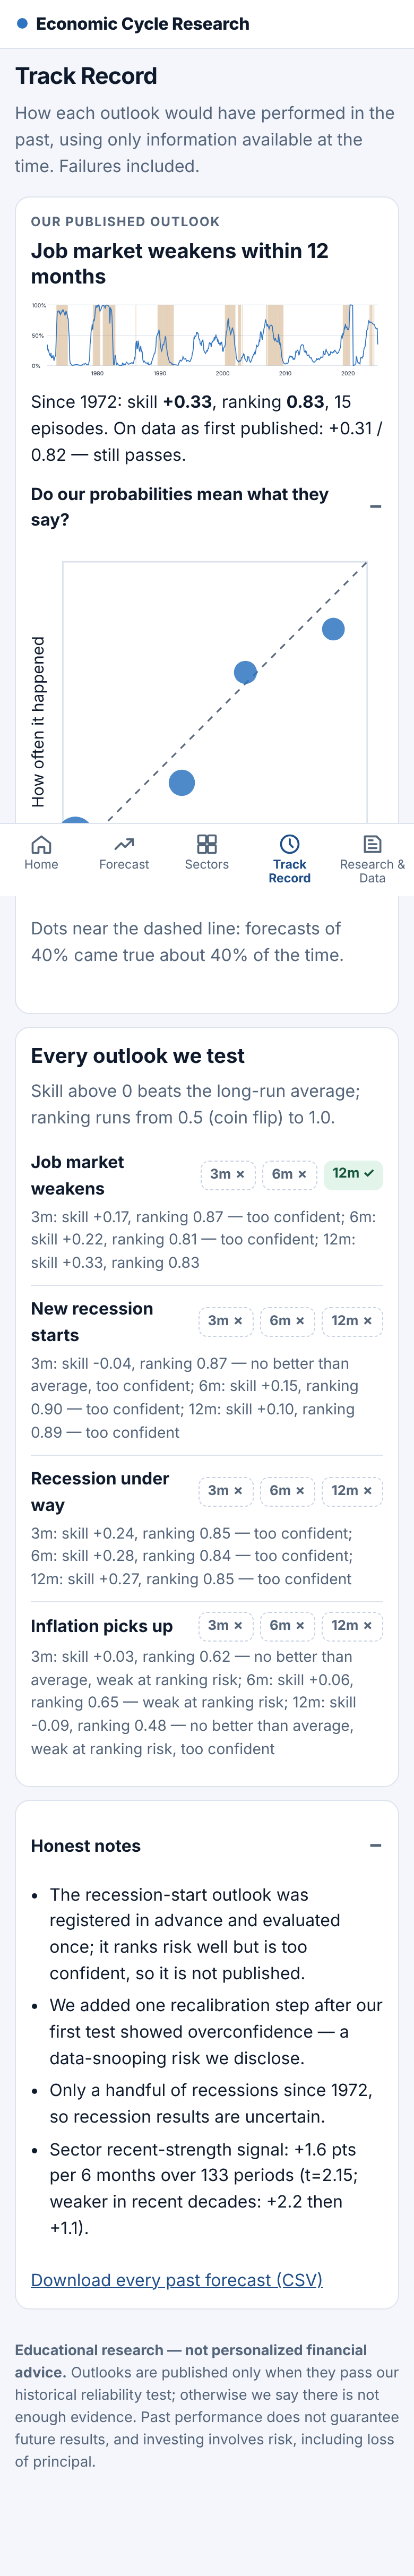 Economic Cycle Research
Track Record
How each outlook would have performed in the
past, using only information available at the
time. Failures included.
OUR PUBLISHED OUTLOOK
Job market weakens within 12
months
100%
50%
0%
1980
1990
2000
2010
2020
Since 1972: skill +0.33, ranking 0.83, 15
episodes. On data as first published: +0.31 /
0.82 — still passes.
Do our probabilities mean what they
say?
How often it happened
Home
Forecast
Sectors
Track
Record
Research &
Data
Dots near the dashed line: forecasts of
40% came true about 40% of the time.
Every outlook we test
Skill above 0 beats the long-run average;
ranking runs from 0.5 (coin flip) to 1.0.
Job market
weakens
3m ×
6m ×
12m ✓
3m: skill +0.17, ranking 0.87 — too confident; 6m:
skill +0.22, ranking 0.81 — too confident; 12m:
skill +0.33, ranking 0.83
New recession
starts
3m ×
6m ×
12m ×
3m: skill -0.04, ranking 0.87 — no better than
average, too confident; 6m: skill +0.15, ranking
0.90 — too confident; 12m: skill +0.10, ranking
0.89 — too confident
Recession under
way
3m ×
6m ×
12m ×
3m: skill +0.24, ranking 0.85 — too confident;
6m: skill +0.28, ranking 0.84 — too confident;
12m: skill +0.27, ranking 0.85 — too confident
Inflation picks up
3m ×
6m ×
12m ×
3m: skill +0.03, ranking 0.62 — no better than
average, weak at ranking risk; 6m: skill +0.06,
ranking 0.65 — weak at ranking risk; 12m: skill
-0.09, ranking 0.48 — no better than average,
weak at ranking risk, too confident
Honest notes
• The recession-start outlook was
registered in advance and evaluated
once; it ranks risk well but is too
confident, so it is not published.
• We added one recalibration step after our
first test showed overconfidence — a
data-snooping risk we disclose.
• Only a handful of recessions since 1972,
so recession results are uncertain.
• Sector recent-strength signal: +1.6 pts
per 6 months over 133 periods (t=2.15;
weaker in recent decades: +2.2 then
+1.1).
Download every past forecast (CSV)
Educational research — not personalized financial
advice. Outlooks are published only when they pass our
historical reliability test; otherwise we say there is not
enough evidence. Past performance does not guarantee
future results, and investing involves risk, including loss
of principal.